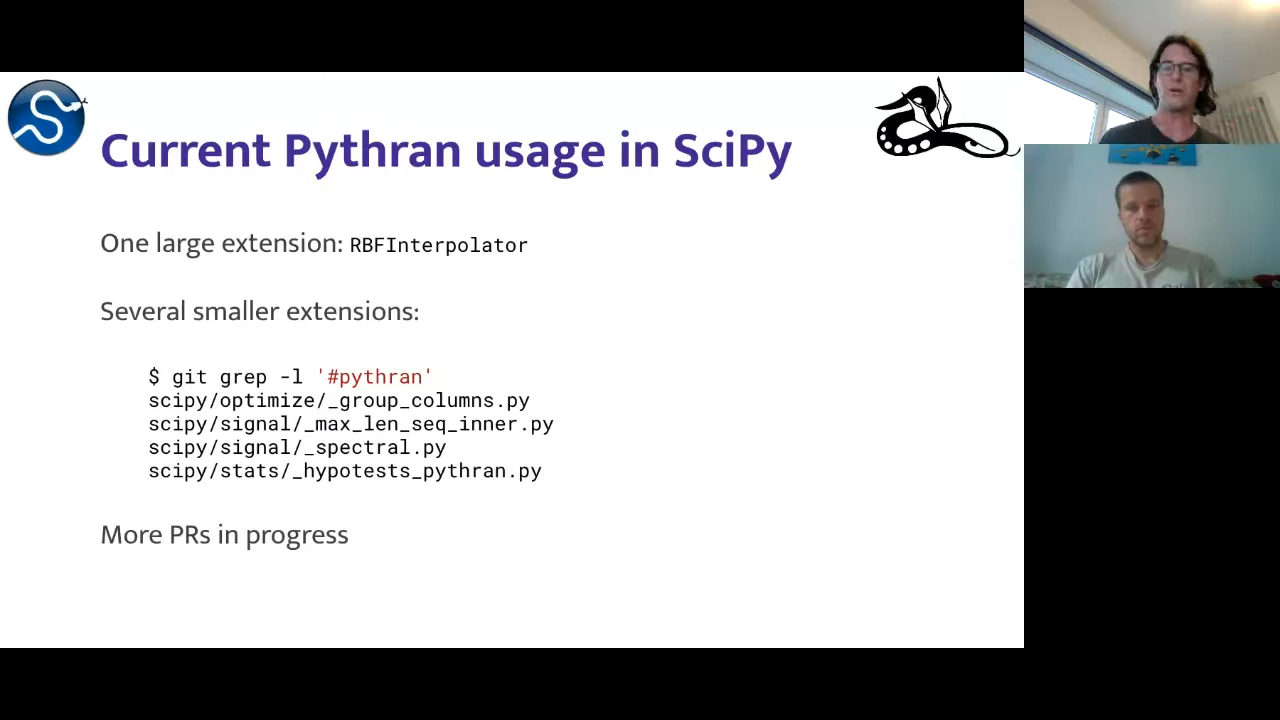 Current Pythran usage in SciPy
One large extension: RBFInterpolator
Several smaller extensions:
$ git grep -l '#pythran'
scipy/optimize/_group_columns.py
scipy/signal/_max_len_seq_inner.py
scipy/signal/_spectral.py
scipy/stats/_hypotests_pythran.py
More PRs in progress